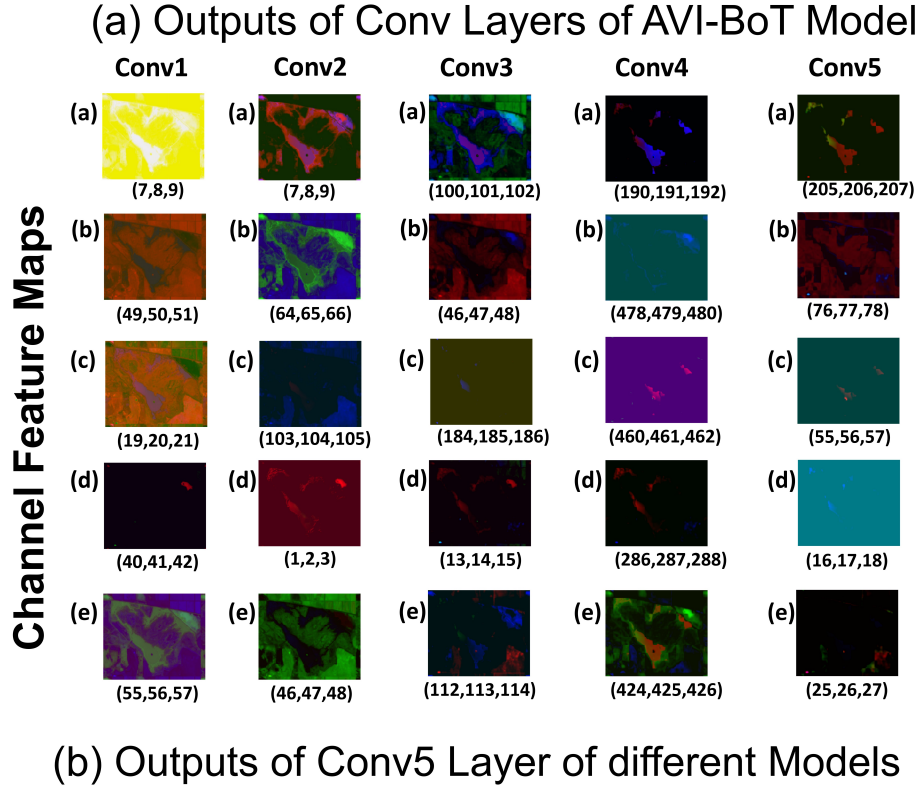 (a) Outputs of Conv Layers of AVI-BoT Model
Conv1 Conv2 Conv3 Conv4 Conv5
Channel Feature Maps
(a) (a) (a) (a) (a)
(7,8,9) (7,8,9) (100,101,102) (190,191,192) (205,206,207)
(b) (b) (b) (b) (b)
(49,50,51) (64,65,66) (46,47,48) (478,479,480) (76,77,78)
(c) (c) (c) (c) (c)
(19,20,21) (103,104,105) (184,185,186) (460,461,462) (55,56,57)
(d) (d) (d) (d) (d)
(40,41,42) (1,2,3) (13,14,15) (286,287,288) (16,17,18)
(e) (e) (e) (e) (e)
(55,56,57) (46,47,48) (112,113,114) (424,425,426) (25,26,27)
(b) Outputs of Conv5 Layer of different Models